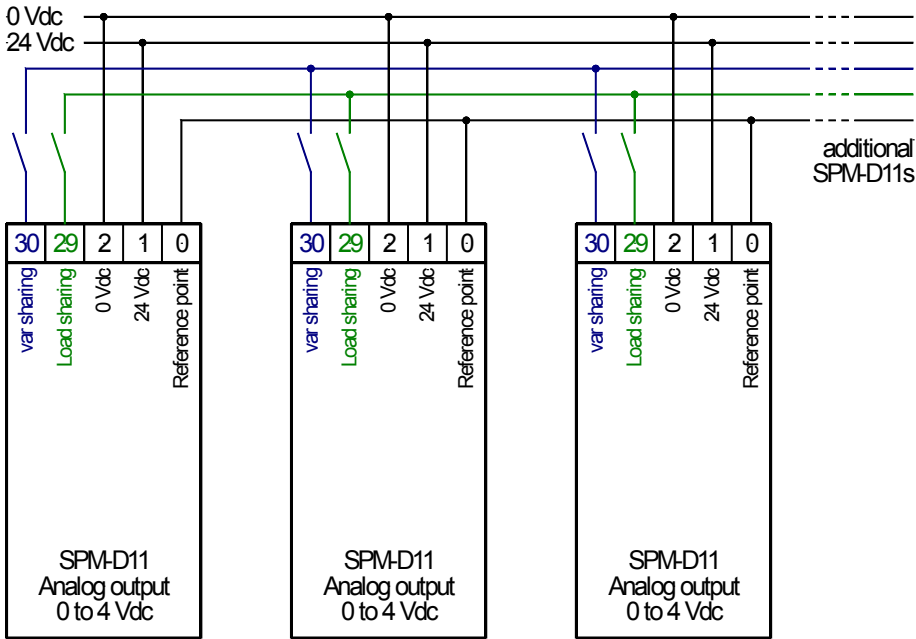 0 Vdc
24 Vdc
additional
SPM-D11s
30 29 2 1 0
var sharing
Load sharing
0 Vdc
24 Vdc
Reference point
SPM-D11
Analog output
0 to 4 Vdc
30 29 2 1 0
var sharing
Load sharing
0 Vdc
24 Vdc
Reference point
SPM-D11
Analog output
0 to 4 Vdc
30 29 2 1 0
var sharing
Load sharing
0 Vdc
24 Vdc
Reference point
SPM-D11
Analog output
0 to 4 Vdc